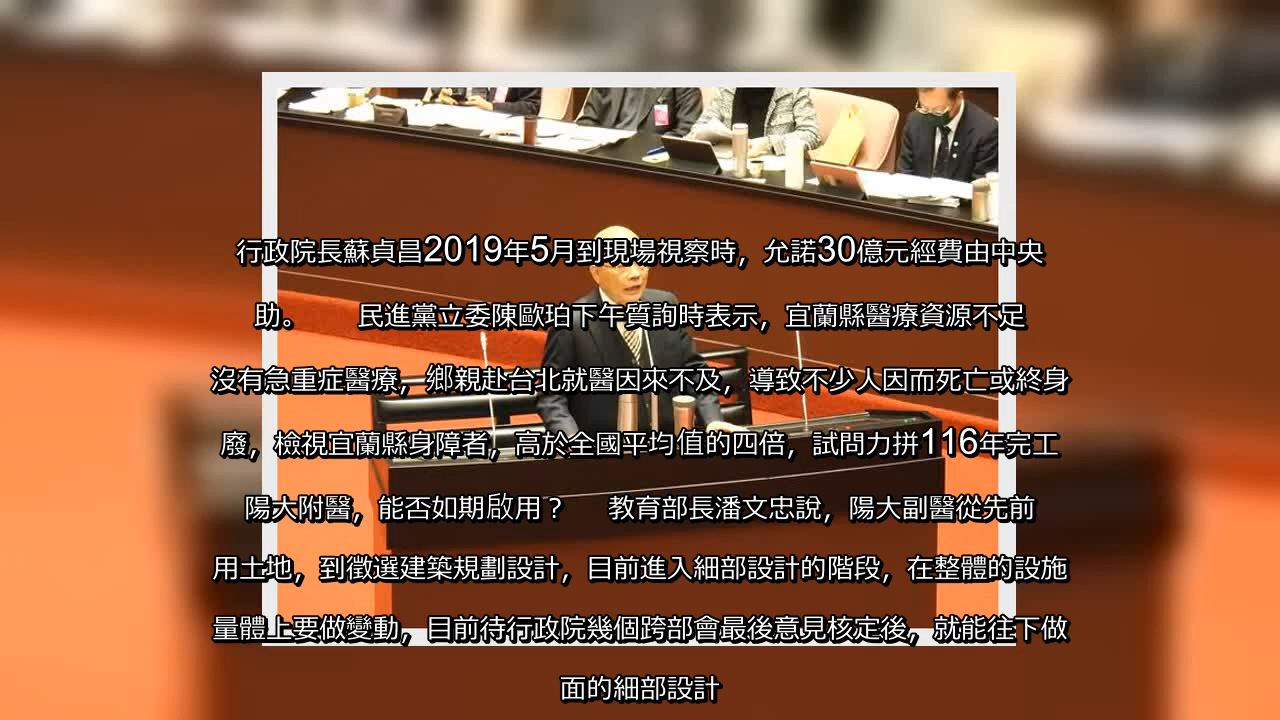 行政院長蘇貞昌2019年5月到現場視察時，允諾30億元經費由中央
助。　　民進黨立委陳歐珀下午質詢時表示，宜蘭縣醫療資源不足
沒有急重症醫療，鄉親赴台北就醫因來不及，導致不少人因而死亡或終身
廢，檢視宜蘭縣身障者，高於全國平均值的四倍，試問力拼116年完工
陽大附醫，能否如期啟用？　教育部長潘文忠說，陽大副醫從先前
用土地，到徵選建築規劃設計，目前進入細部設計的階段，在整體的設施
量體上要做變動，目前待行政院幾個跨部會最後意見核定後，就能往下做
面的細部設計